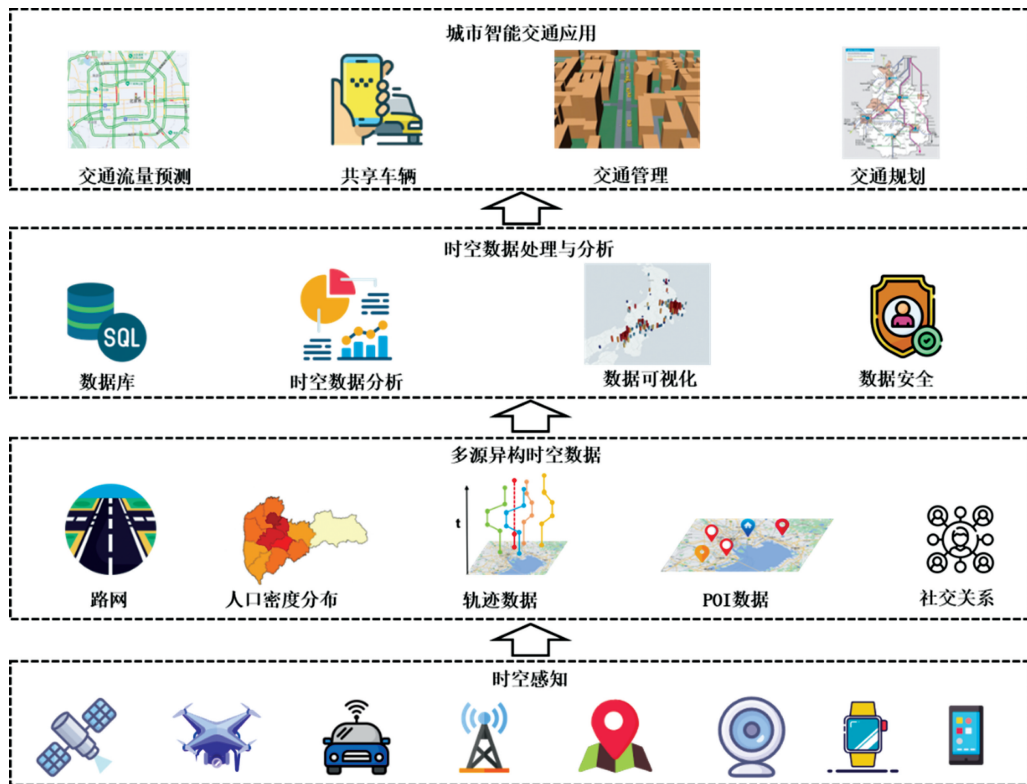 城市智能交通应用
交通流量预测
共享车辆
交通管理
交通规划
时空数据处理与分析
SQL
数据库
时空数据分析
数据可视化
数据安全
多源异构时空数据
t
路网
人口密度分布
轨迹数据
POI数据
社交关系
时空感知